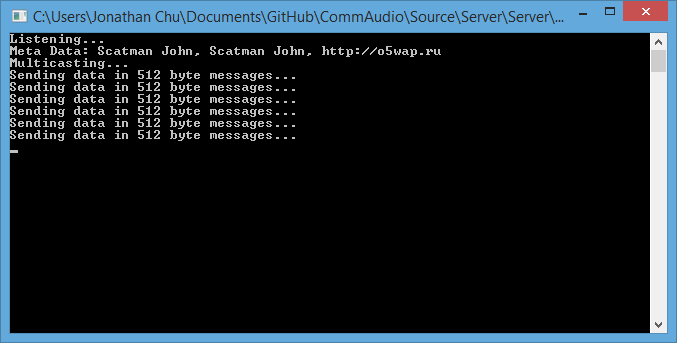 C:\Users\Jonathan Chu\Documents\GitHub\CommAudio\Source\Server\Server\...
Listening...
Meta Data: Scatman John, Scatman John, http://o5wap.ru
Multicasting...
Sending data in 512 byte messages...
Sending data in 512 byte messages...
Sending data in 512 byte messages...
Sending data in 512 byte messages...
Sending data in 512 byte messages...
Sending data in 512 byte messages...